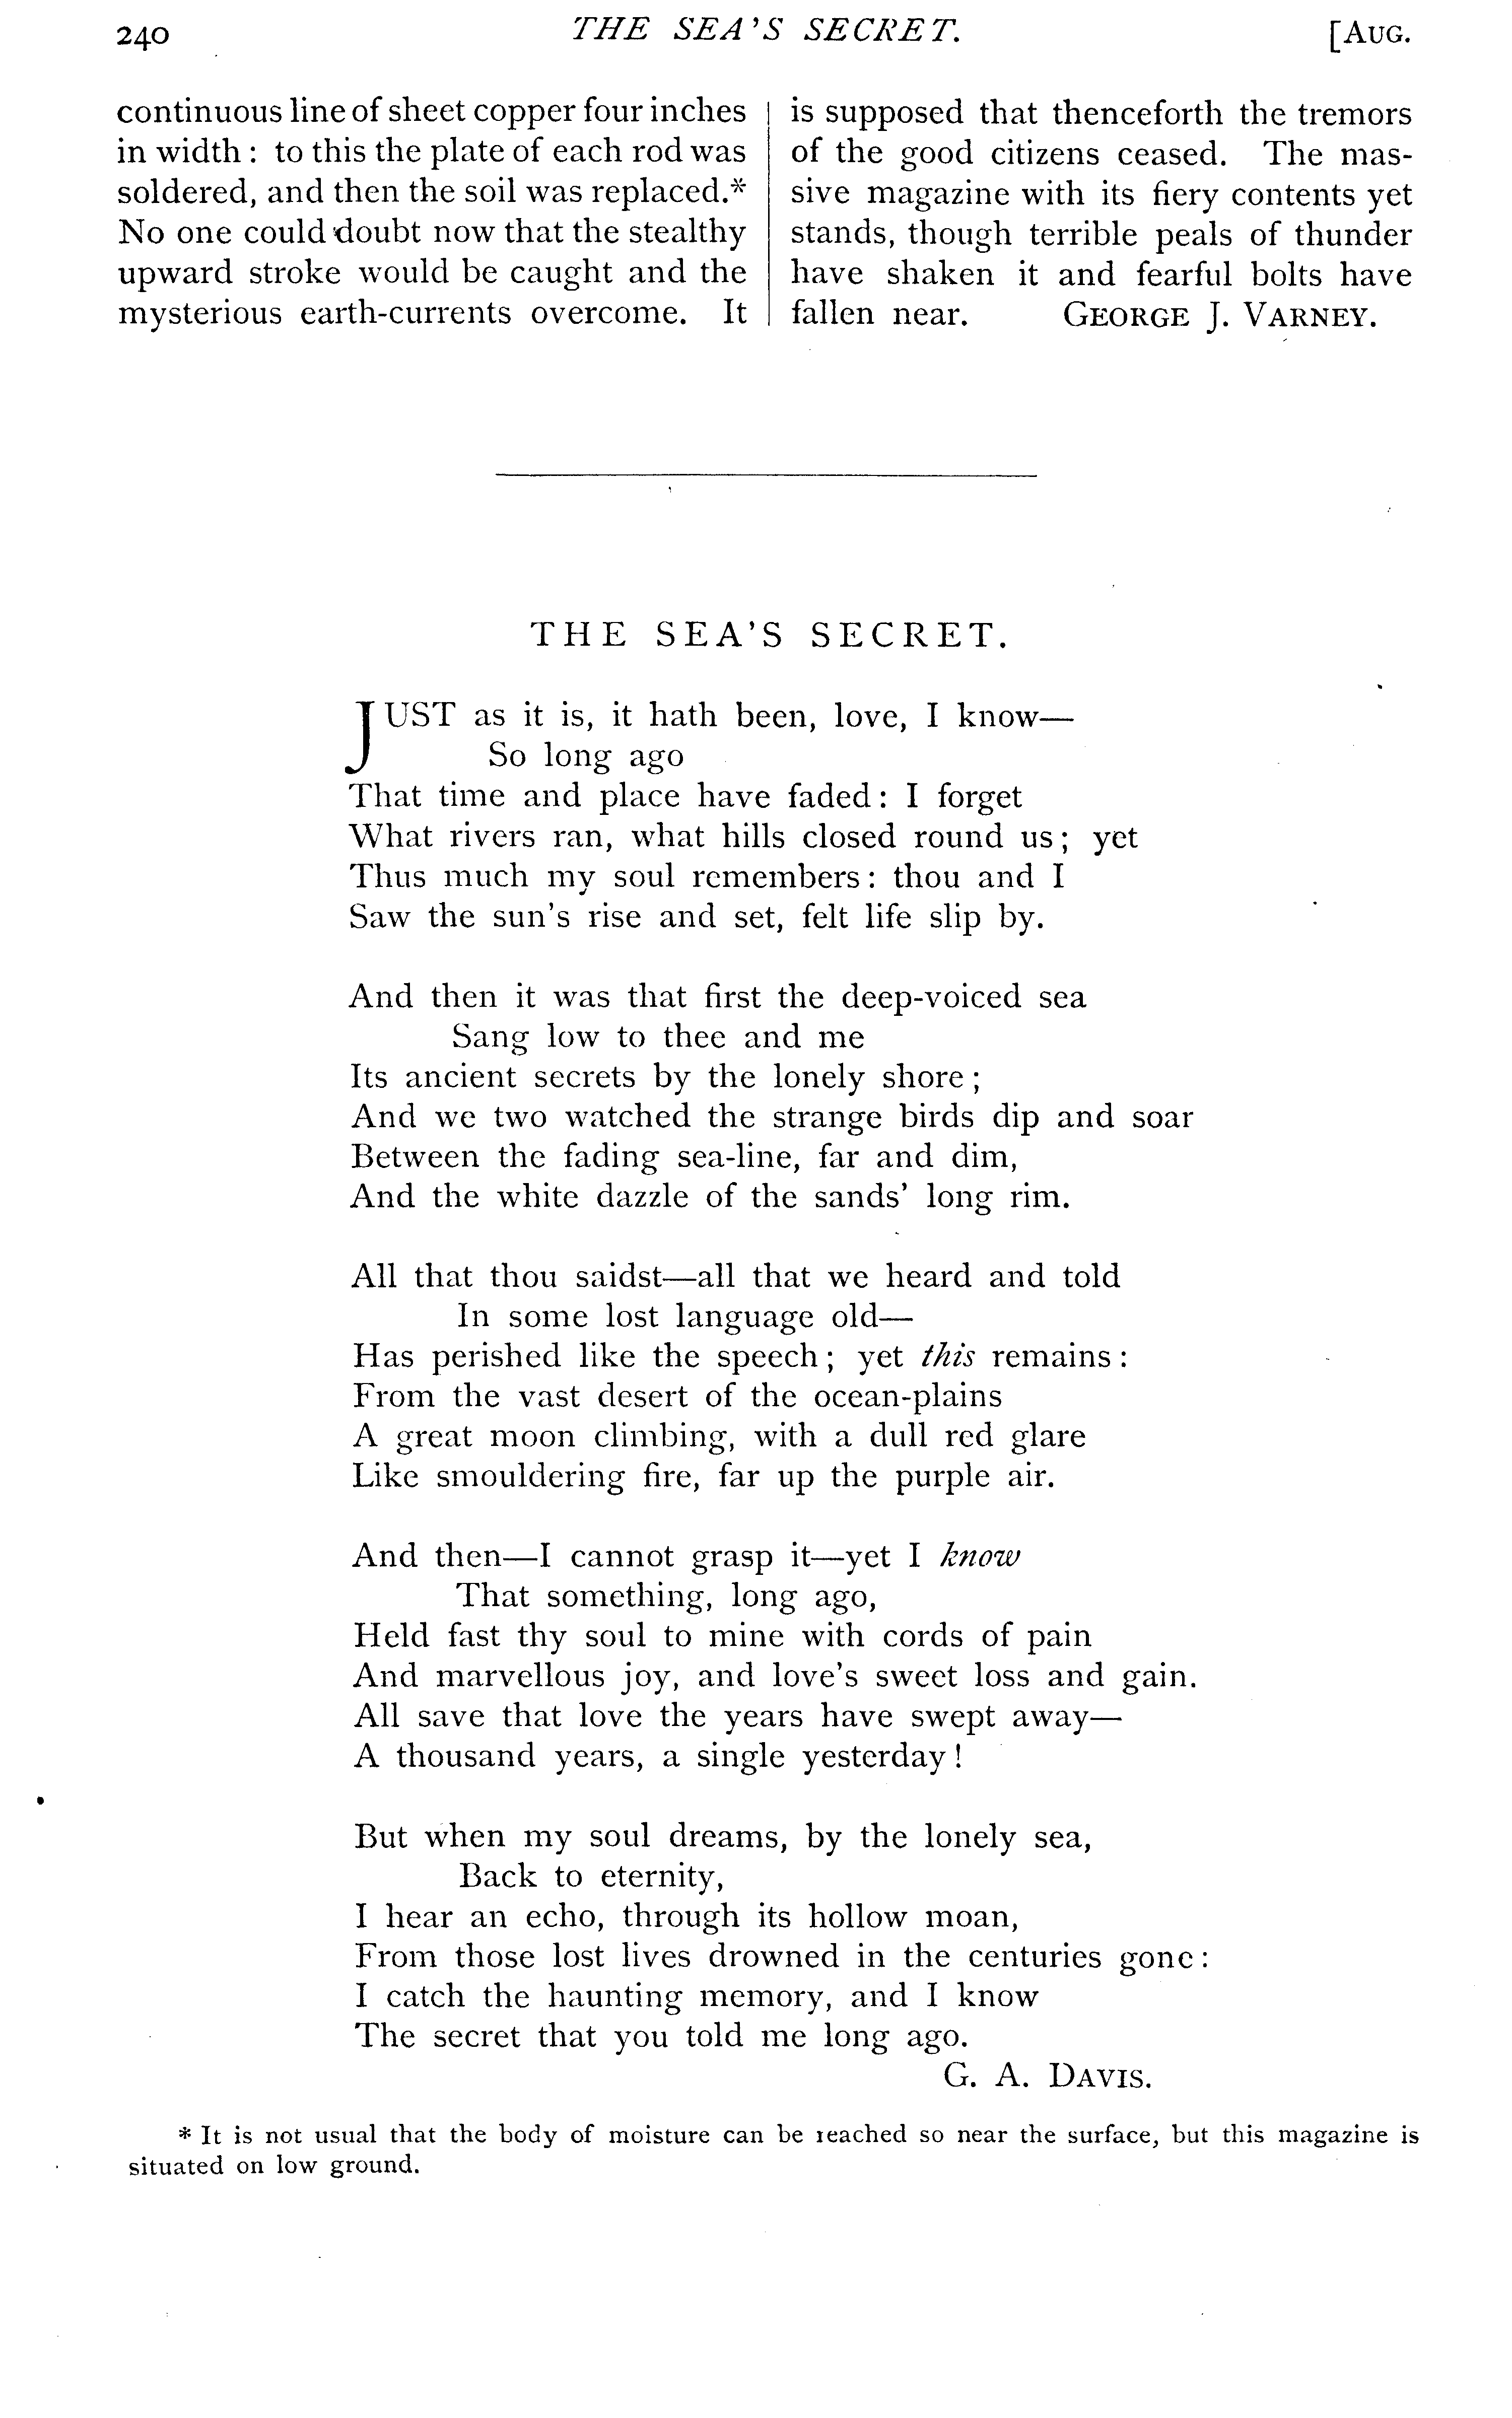 240 THE SEA'S SECRET. [AUG.
continuous line of sheet copper four inches
in width: to this the plate of each rod was
soldered, and then the soil was replaced.*
No one could doubt now that the stealthy
upward stroke would be caught and the
mysterious earth-currents overcome. It
is supposed that thenceforth the tremors
of the good citizens ceased. The mas-
sive magazine with its fiery contents yet
stands, though terrible peals of thunder
have shaken it and fearful bolts have
fallen near. GEORGE J. VARNEY.
THE SEA'S SECRET.
JUST as it is, it hath been, love, I know—
So long ago
That time and place have faded: I forget
What rivers ran, what hills closed round us; yet
Thus much my soul remembers: thou and I
Saw the sun's rise and set, felt life slip by.
And then it was that first the deep-voiced sea
Sang low to thee and me
Its ancient secrets by the lonely shore;
And we two watched the strange birds dip and soar
Between the fading sea-line, far and dim,
And the white dazzle of the sands' long rim.
All that thou saidst—all that we heard and told
In some lost language old—
Has perished like the speech; yet this remains:
From the vast desert of the ocean-plains
A great moon climbing, with a dull red glare
Like smouldering fire, far up the purple air.
And then—I cannot grasp it—yet I know
That something, long ago,
Held fast thy soul to mine with cords of pain
And marvellous joy, and love's sweet loss and gain.
All save that love the years have swept away—
A thousand years, a single yesterday!
But when my soul dreams, by the lonely sea,
Back to eternity,
I hear an echo, through its hollow moan,
From those lost lives drowned in the centuries gone:
I catch the haunting memory, and I know
The secret that you told me long ago.
G. A. DAVIS.
* It is not usual that the body of moisture can be reached so near the surface, but this magazine is
situated on low ground.